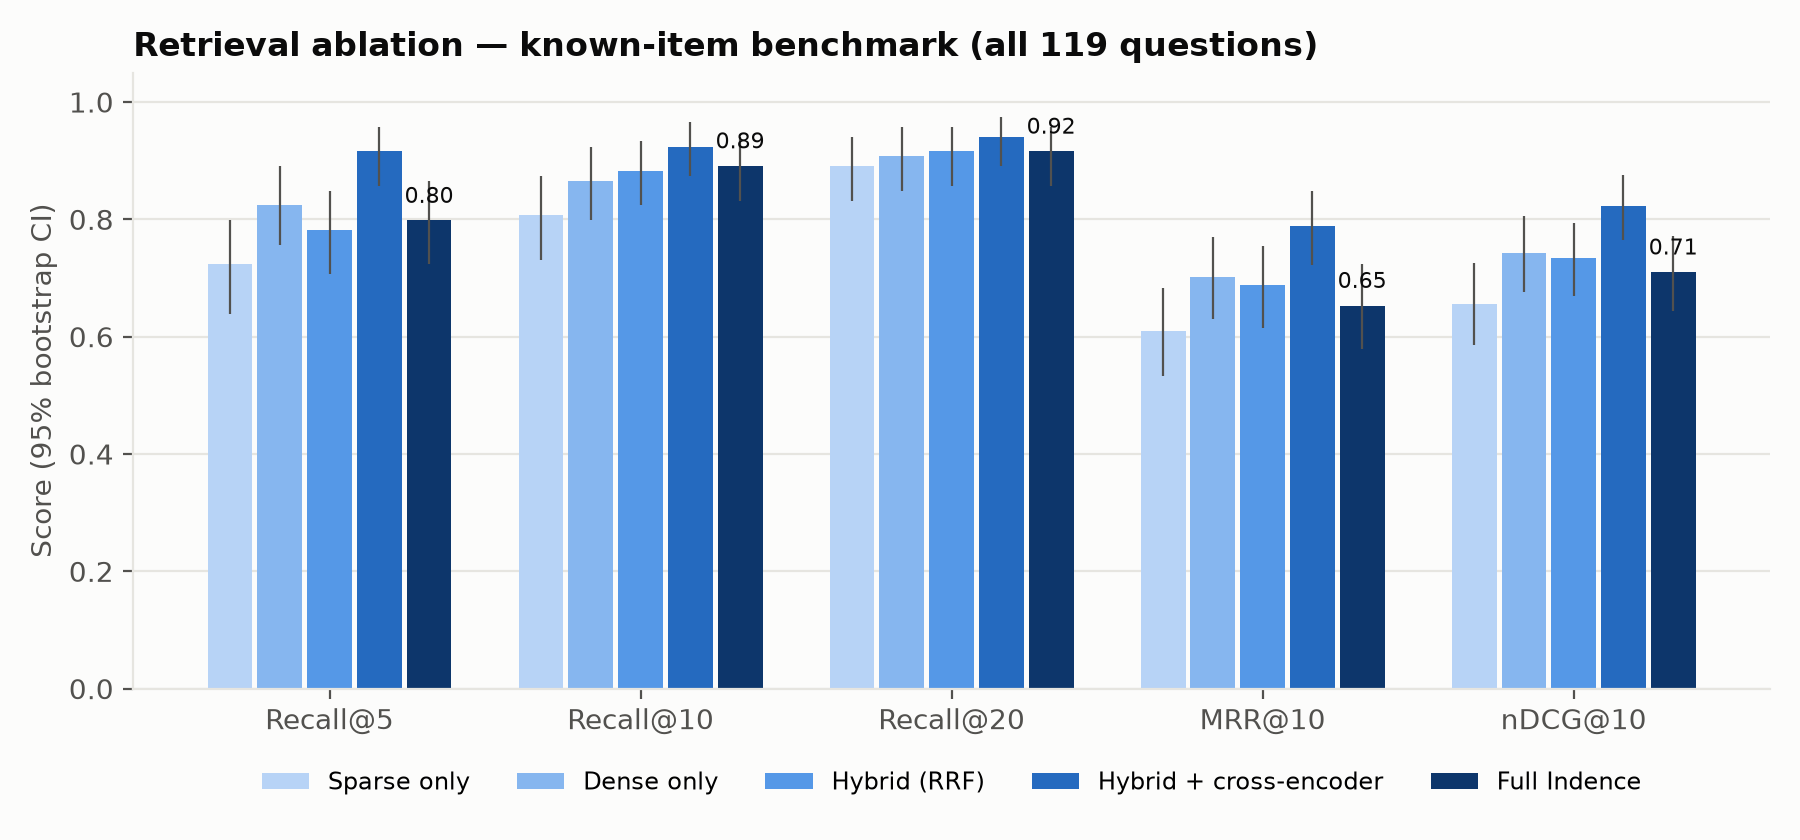 Retrieval ablation — known-item benchmark (all 119 questions)
Score (95% bootstrap CI)
1.0
0.8
0.6
0.4
0.2
0.0
0.80
0.89
0.92
0.65
0.71
Recall@5 Recall@10 Recall@20 MRR@10 nDCG@10
Sparse only Dense only Hybrid (RRF) Hybrid + cross-encoder Full Indence